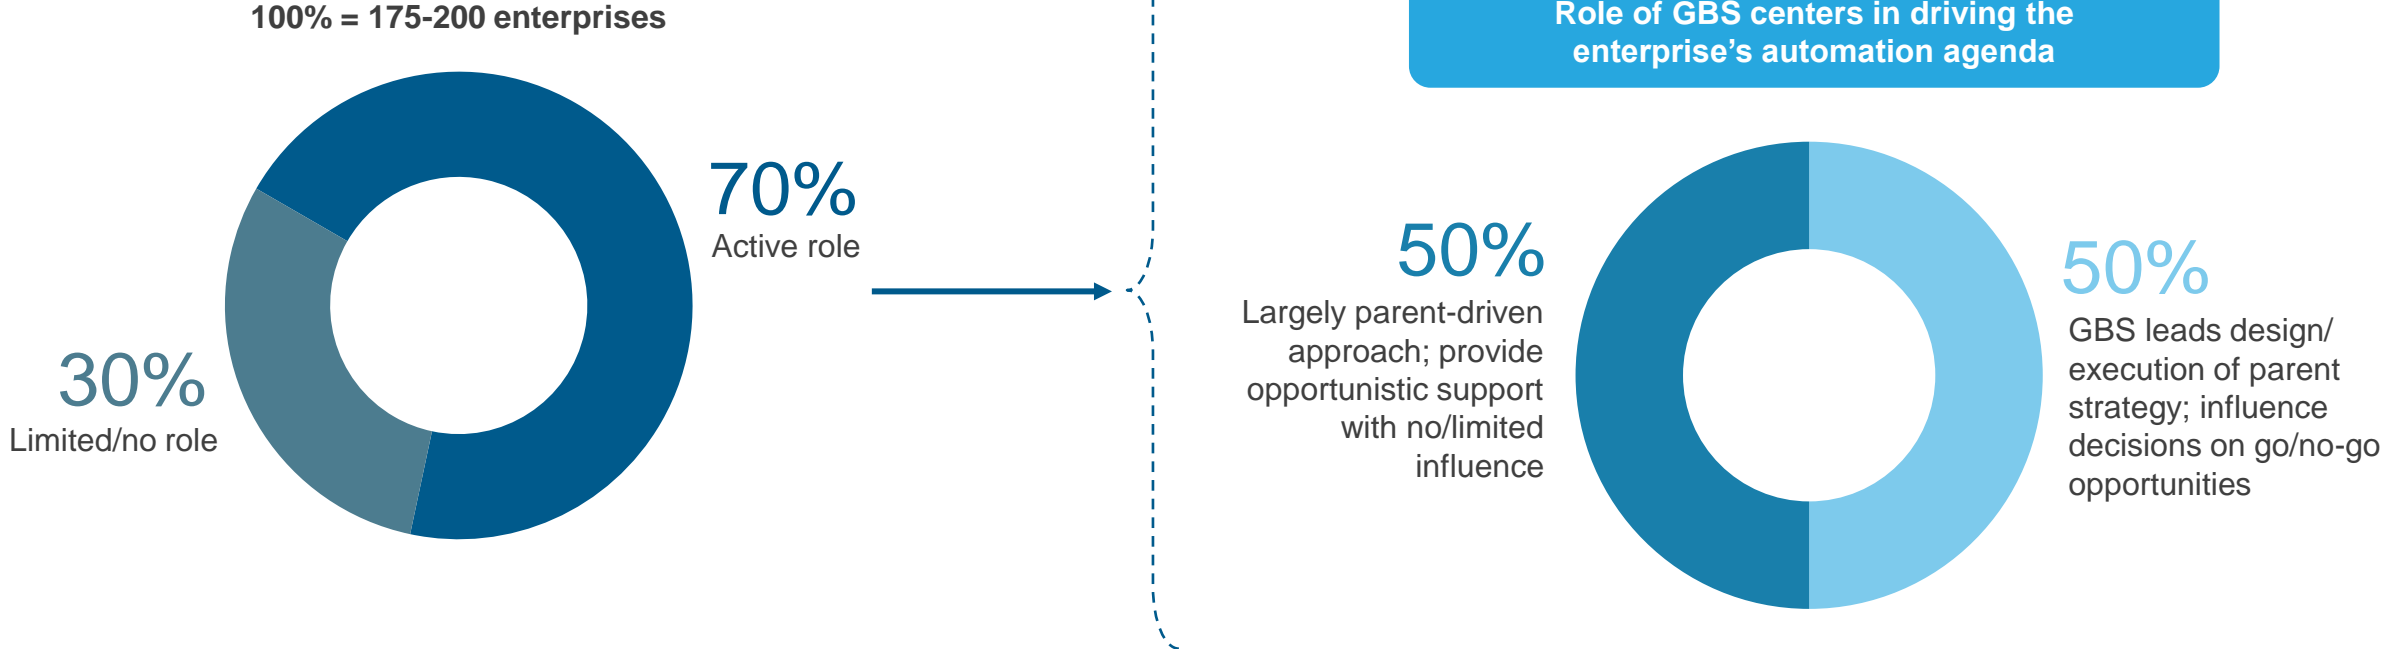 100% = 175-200 enterprises
70%
Active role
30%
Limited/no role
Role of GBS centers in driving the
enterprise’s automation agenda
50%
Largely parent-driven
approach; provide
opportunistic support
with no/limited
influence
50%
GBS leads design/
execution of parent
strategy; influence
decisions on go/no-go
opportunities